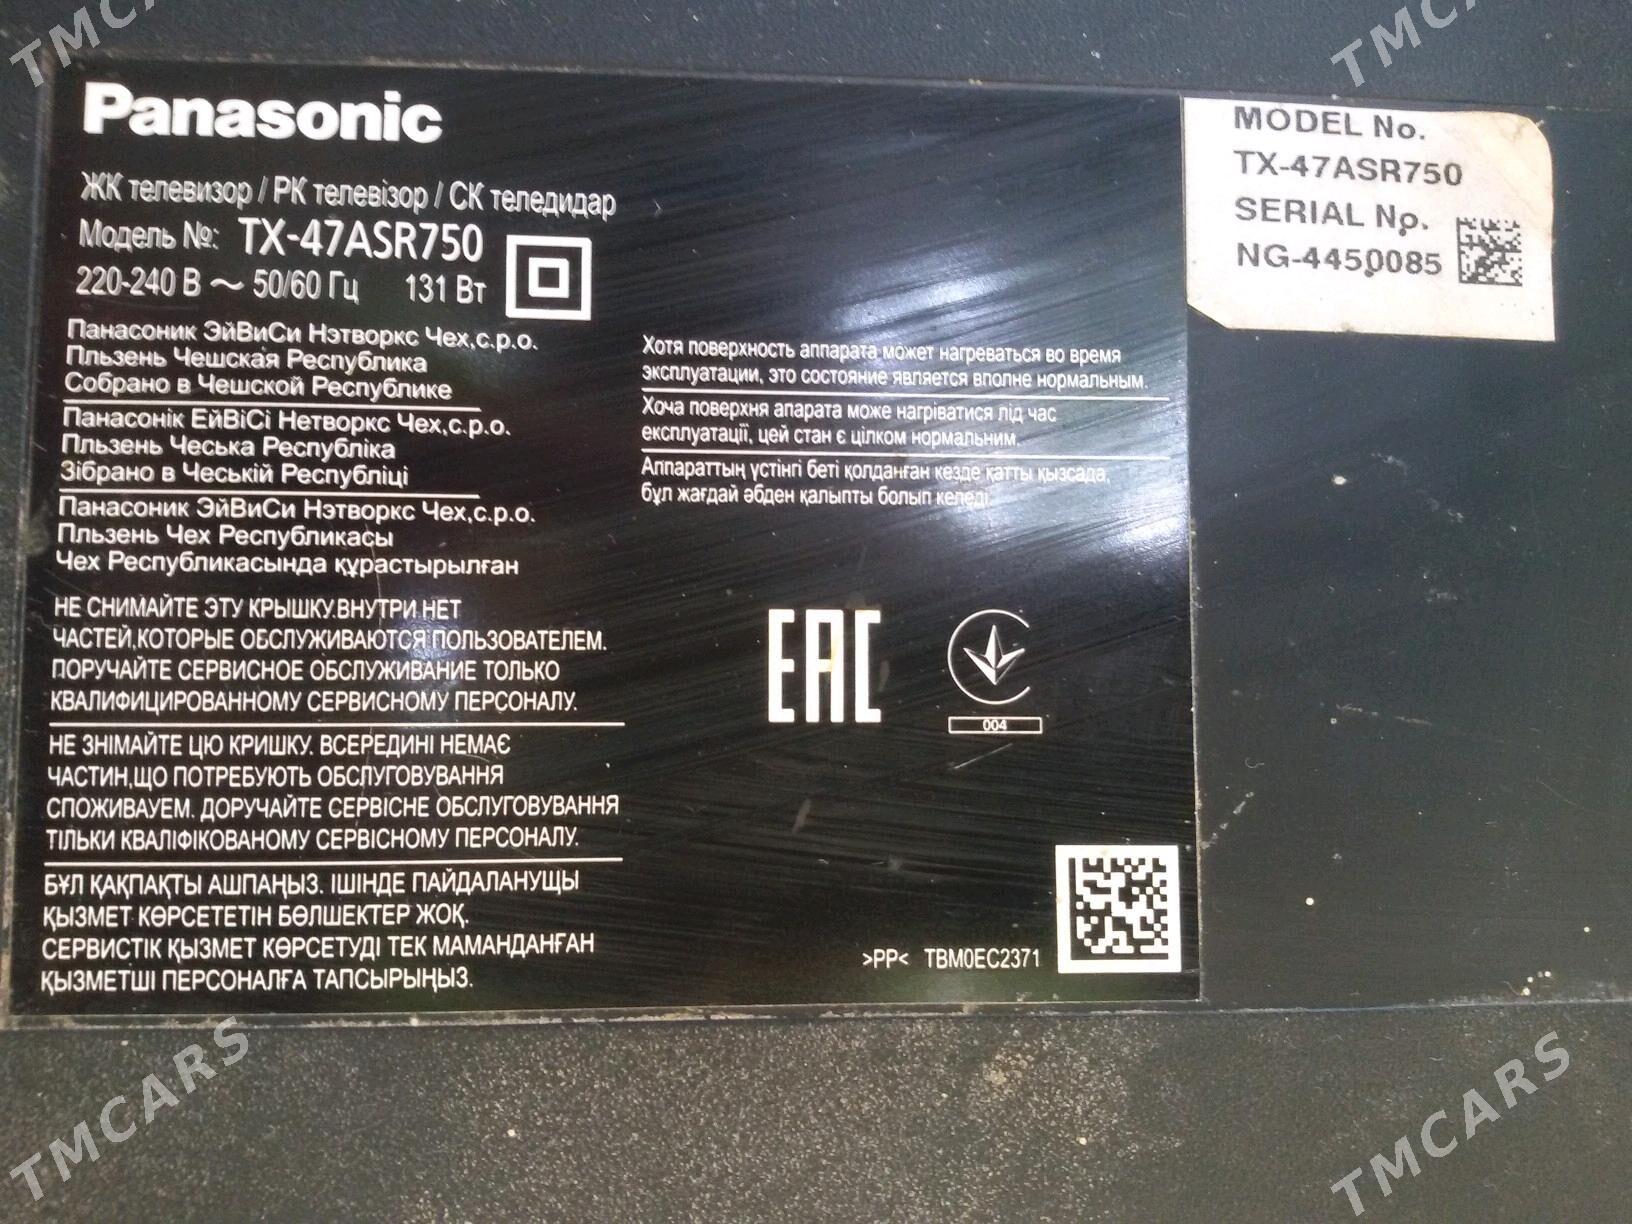 Panasonic
ЖК телевизор / РК телевізор / СК теледидар
Модель №: TX-47ASR750
220-240 В ~ 50/60 Гц 131 Вт
Панасоник ЭйВиСи Нэтворкс Чех,с.р.о.
Пльзень Чешская Республика
Собрано в Чешской Республике
Панасонік ЕйВіСі Нетворкс Чех,с.р.о.
Пльзень Чеська Республіка
Зібрано в Чеській Республіці
Панасоник ЭйВиСи Нэтворкс Чех,с.р.о.
Пльзень Чех Республикасы
Чех Республикасында құрастырылған
НЕ СНИМАЙТЕ ЭТУ КРЫШКУ.ВНУТРИ НЕТ
ЧАСТЕЙ,КОТОРЫЕ ОБСЛУЖИВАЮТСЯ ПОЛЬЗОВАТЕЛЕМ.
ПОРУЧАЙТЕ СЕРВИСНОЕ ОБСЛУЖИВАНИЕ ТОЛЬКО
КВАЛИФИЦИРОВАННОМУ СЕРВИСНОМУ ПЕРСОНАЛУ.
НЕ ЗНІМАЙТЕ ЦЮ КРИШКУ. ВСЕРЕДИНІ НЕМАЄ
ЧАСТИН,ЩО ПОТРЕБУЮТЬ ОБСЛУГОВУВАННЯ
СПОЖИВАУЕМ. ДОРУЧАЙТЕ СЕРВІСНЕ ОБСЛУГОВУВАННЯ
ТІЛЬКИ КВАЛІФІКОВАНОМУ СЕРВІСНОМУ ПЕРСОНАЛУ.
БҰЛ ҚАҚПАҚТЫ АШПАҢЫЗ. ІШІНДЕ ПАЙДАЛАНУЩЫ
ҚЫЗМЕТ КӨРСЕТЕТІН БӨЛШЕКТЕР ЖОҚ.
СЕРВИСТІК ҚЫЗМЕТ КӨРСЕТУДІ ТЕК МАМАНДАНҒАН
ҚЫЗМЕТШІ ПЕРСОНАЛҒА ТАПСЫРЫҢЫЗ.
Хотя поверхность аппарата может нагреваться во время
эксплуатации, это состояние является вполне нормальным.
Хоча поверхня апарата може нагріватися лід час
експлуатації, цей стан є цілком нормальним.
Аппараттың үстінгі беті қолданған кезде қатты қызсада,
бұл жағдай әбден қалыпты болып келеді.
EAC
004
>PP< TBM0EC2371
MODEL No.
TX-47ASR750
SERIAL No.
NG-4450085
TMCARS
TMCARS
TMCARS
TMCARS